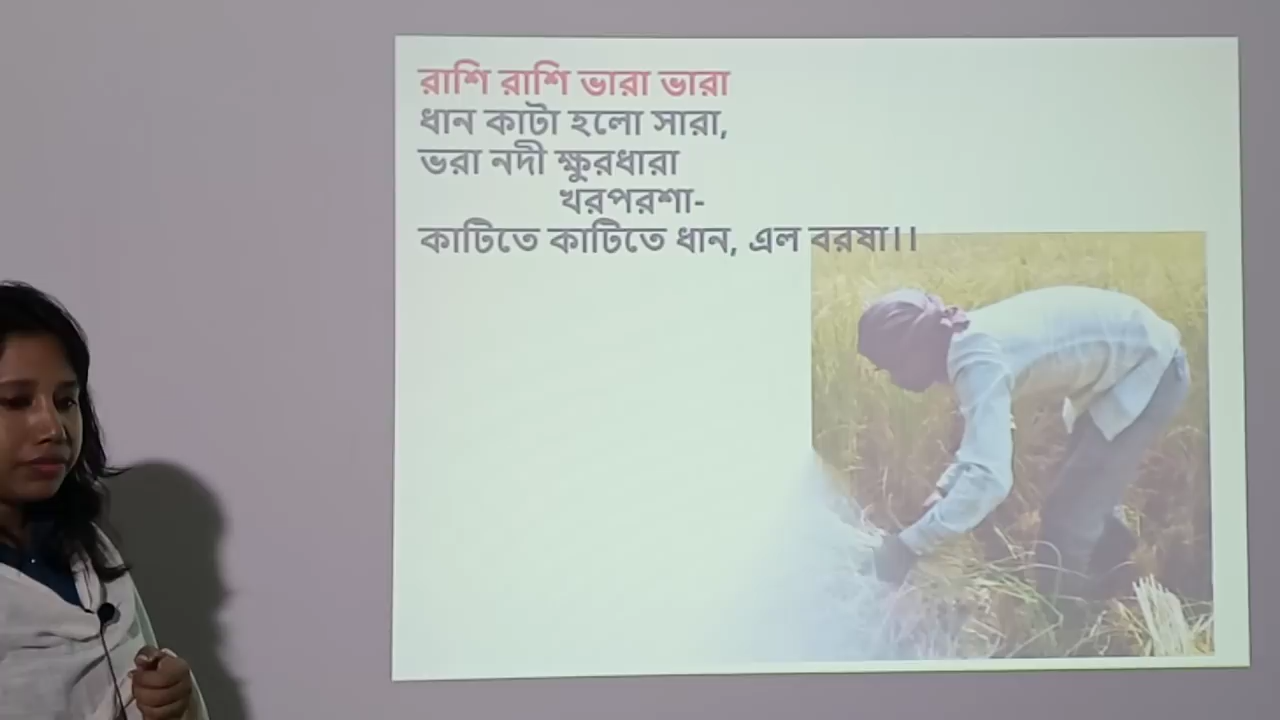 রাশি রাশি ভারা ভারা
ধান কাটা হলো সারা,
ভরা নদী ক্ষুরধারা
খরপরশা-
কাটিতে কাটিতে ধান, এল বরষা।।